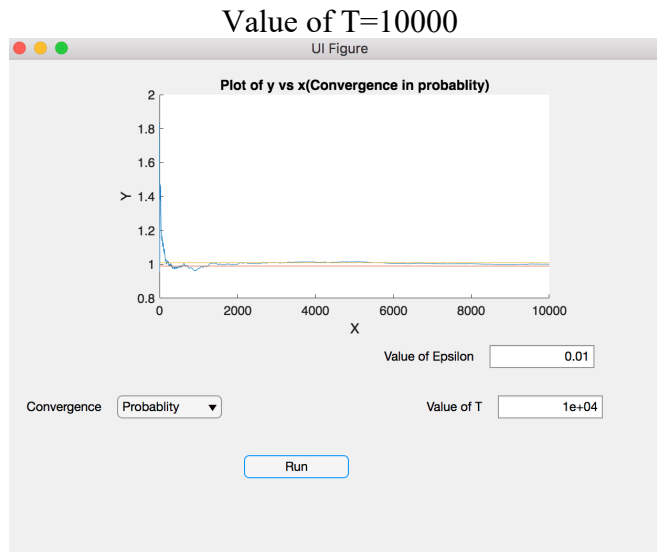 Value of T=10000
UI Figure
Plot of y vs x(Convergence in probablity)
2
1.8
1.6
1.4
1.2
1
0.8
Y
0 2000 4000 6000 8000 10000
X
Value of Epsilon 0.01
Convergence Probablity Value of T 1e+04
Run